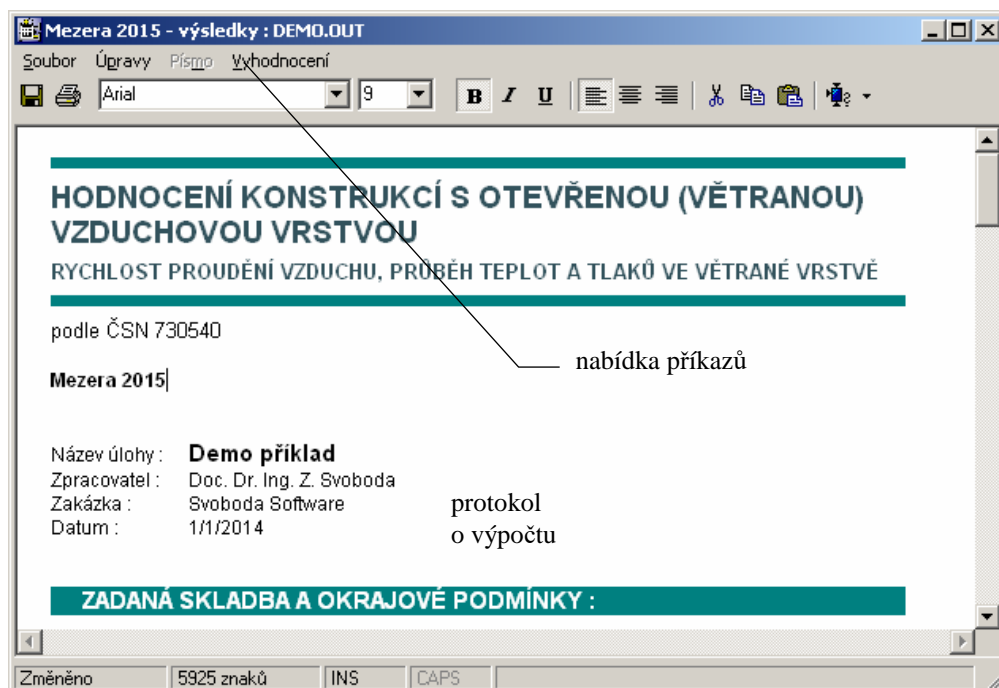 Mezera 2015 - výsledky : DEMO.OUT
Soubor Úpravy Písmo Vyhodnocení
Arial 9 B I U
HODNOCENÍ KONSTRUKCÍ S OTEVŘENOU (VĚTRANOU)
VZDUCHOVOU VRSTVOU
RYCHLOST PROUDĚNÍ VZDUCHU, PRŮBĚH TEPLOT A TLAKŮ VE VĚTRANÉ VRSTVĚ
podle ČSN 730540
nabídka příkazů
Mezera 2015
Název úlohy : Demo příklad
Zpracovatel : Doc. Dr. Ing. Z. Svoboda
Zakázka : Svoboda Software
Datum : 1/1/2014
protokol
o výpočtu
ZADANÁ SKLADBA A OKRAJOVÉ PODMÍNKY :
Změněno 5925 znaků INS CAPS